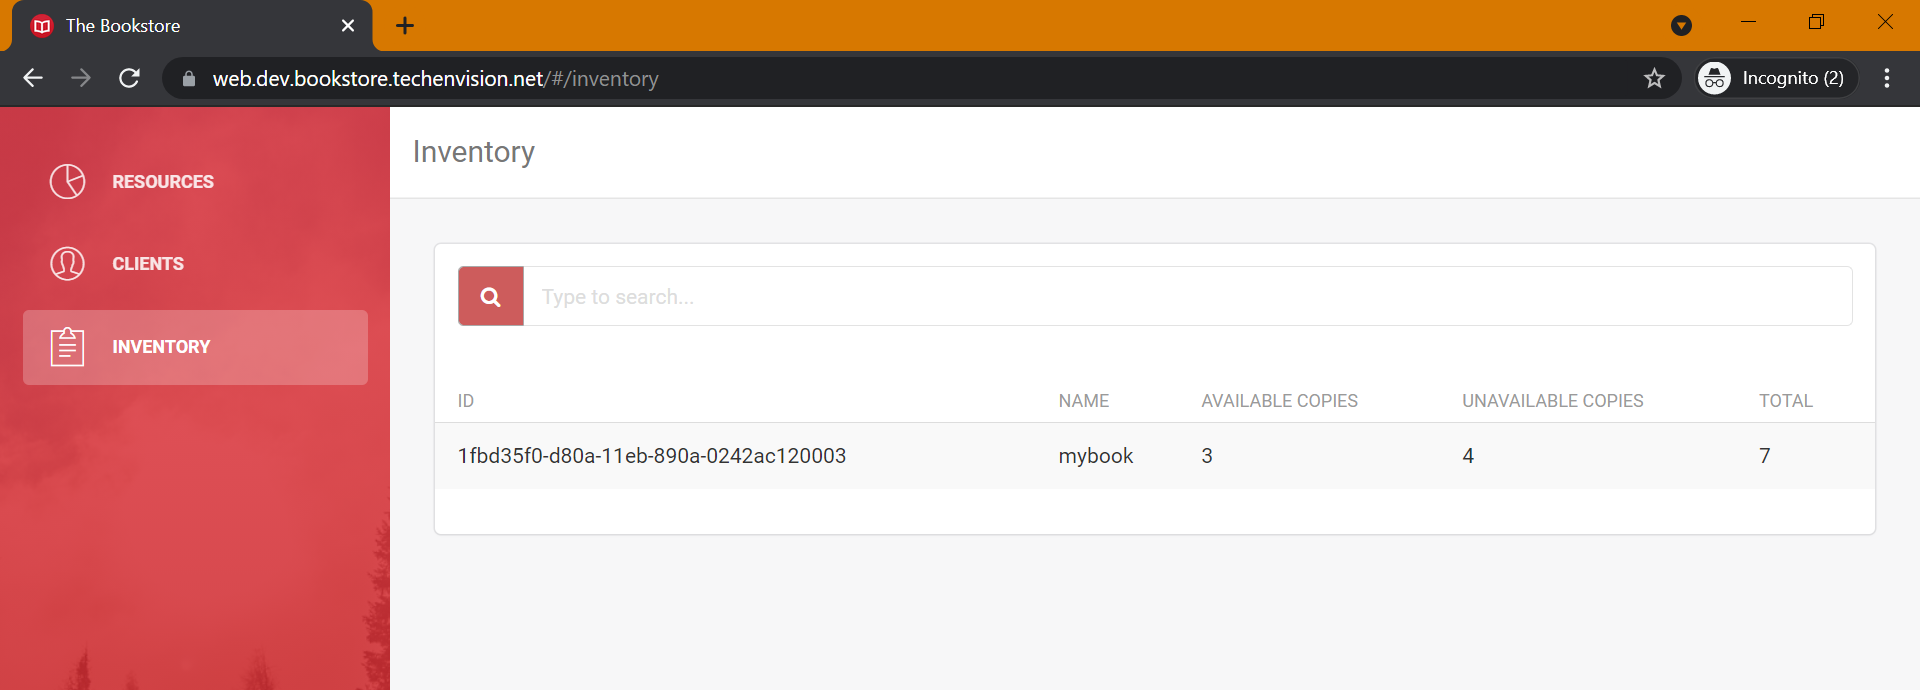 The Bookstore
web.dev.bookstore.techenvision.net/#/inventory
Incognito (2)
RESOURCES
CLIENTS
INVENTORY
Inventory
Type to search...
ID NAME AVAILABLE COPIES UNAVAILABLE COPIES TOTAL
1fbd35f0-d80a-11eb-890a-0242ac120003 mybook 3 4 7